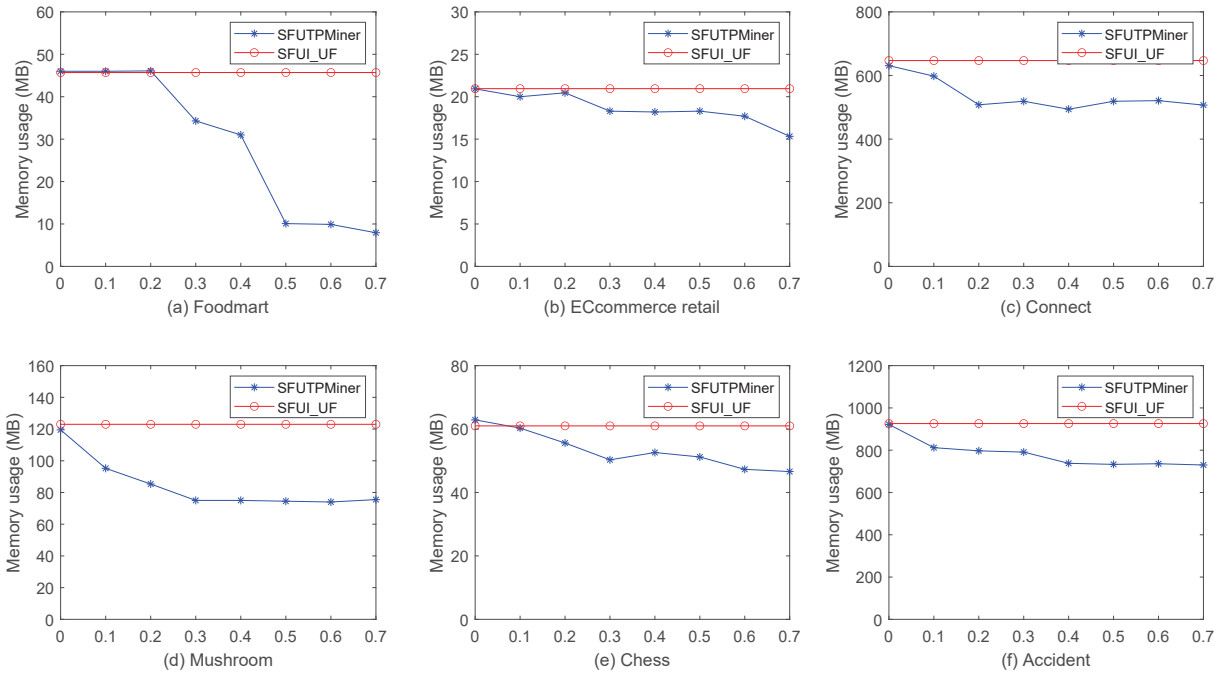 60
50
40
30
20
10
0
Memory usage (MB)
SFUTPMiner
SFUI_UF
0 0.1 0.2 0.3 0.4 0.5 0.6 0.7
(a) Foodmart
30
25
20
15
10
5
0
Memory usage (MB)
SFUTPMiner
SFUI_UF
0 0.1 0.2 0.3 0.4 0.5 0.6 0.7
(b) ECcommerce retail
800
600
400
200
0
Memory usage (MB)
SFUTPMiner
SFUI_UF
0 0.1 0.2 0.3 0.4 0.5 0.6 0.7
(c) Connect
160
140
120
100
80
60
40
20
0
Memory usage (MB)
SFUTPMiner
SFUI_UF
0 0.1 0.2 0.3 0.4 0.5 0.6 0.7
(d) Mushroom
80
60
40
20
0
Memory usage (MB)
SFUTPMiner
SFUI_UF
0 0.1 0.2 0.3 0.4 0.5 0.6 0.7
(e) Chess
1200
1000
800
600
400
200
0
Memory usage (MB)
SFUTPMiner
SFUI_UF
0 0.1 0.2 0.3 0.4 0.5 0.6 0.7
(f) Accident